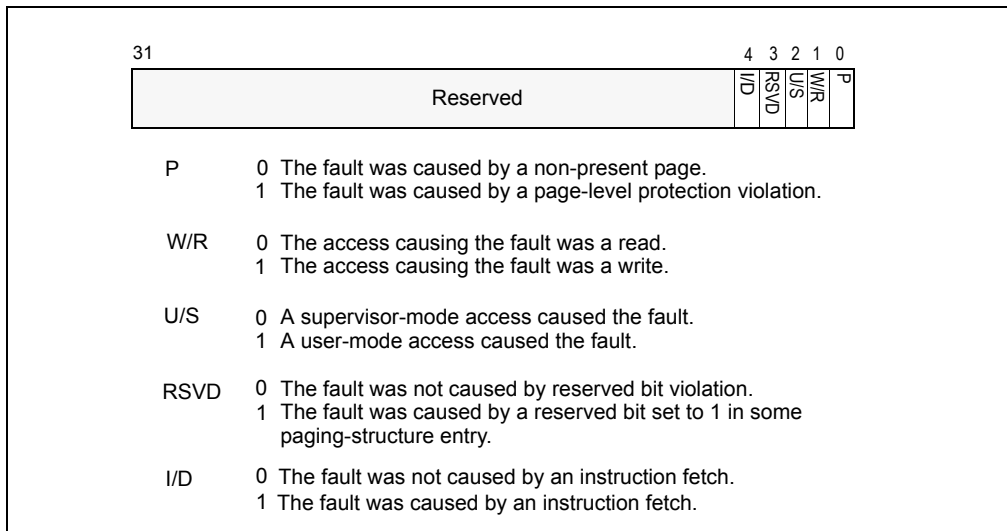 31 4 3 2 1 0
Reserved I/D RSVD U/S W/R P
P 0 The fault was caused by a non-present page.
1 The fault was caused by a page-level protection violation.
W/R 0 The access causing the fault was a read.
1 The access causing the fault was a write.
U/S 0 A supervisor-mode access caused the fault.
1 A user-mode access caused the fault.
RSVD 0 The fault was not caused by reserved bit violation.
1 The fault was caused by a reserved bit set to 1 in some
paging-structure entry.
I/D 0 The fault was not caused by an instruction fetch.
1 The fault was caused by an instruction fetch.